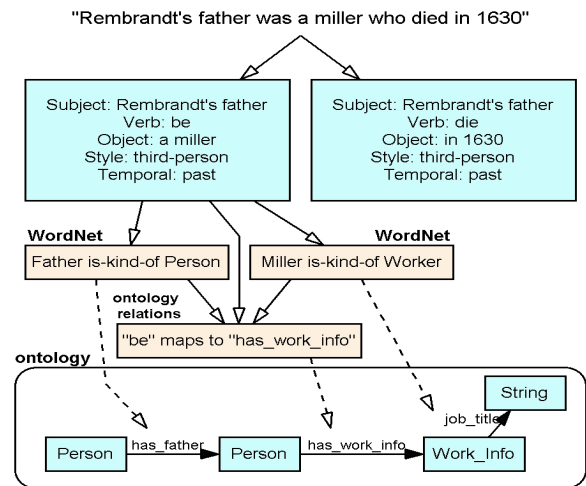 "Rembrandt's father was a miller who died in 1630"
Subject: Rembrandt's father
Verb: be
Object: a miller
Style: third-person
Temporal: past
Subject: Rembrandt's father
Verb: die
Object: in 1630
Style: third-person
Temporal: past
WordNet
WordNet
Father is-kind-of Person
Miller is-kind-of Worker
ontology
relations
"be" maps to "has_work_info"
ontology
String
job_title
Person
has_father
Person
has_work_info
Work_Info